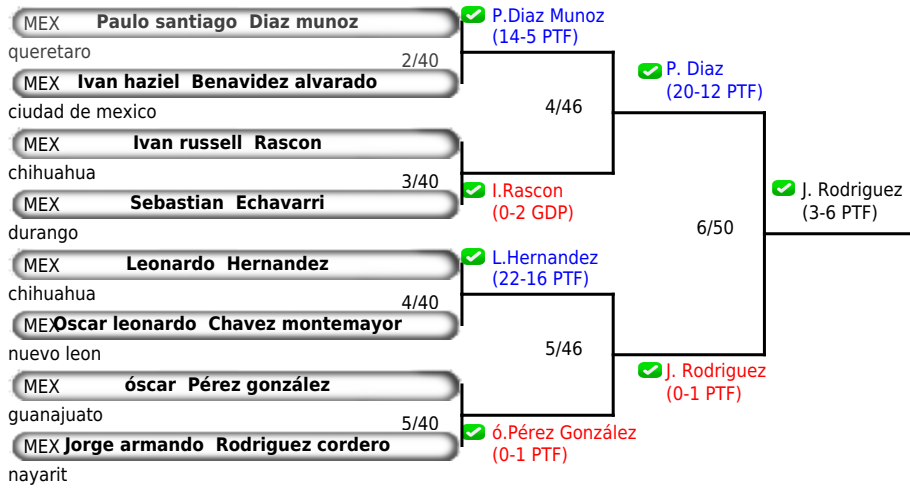 MEX Paulo santiago Diaz munoz
queretaro
2/40
MEX Ivan haziel Benavidez alvarado
ciudad de mexico
MEX Ivan russell Rascon
chihuahua
3/40
MEX Sebastian Echavarri
durango
MEX Leonardo Hernandez
chihuahua
4/40
MEX Oscar leonardo Chavez montemayor
nuevo leon
MEX óscar Pérez gonzález
guanajuato
5/40
MEX Jorge armando Rodriguez cordero
nayarit
P.Diaz Munoz
(14-5 PTF)
4/46
I.Rascon
(0-2 GDP)
L.Hernandez
(22-16 PTF)
5/46
ó.Pérez González
(0-1 PTF)
P. Diaz
(20-12 PTF)
6/50
J. Rodriguez
(0-1 PTF)
J. Rodriguez
(3-6 PTF)